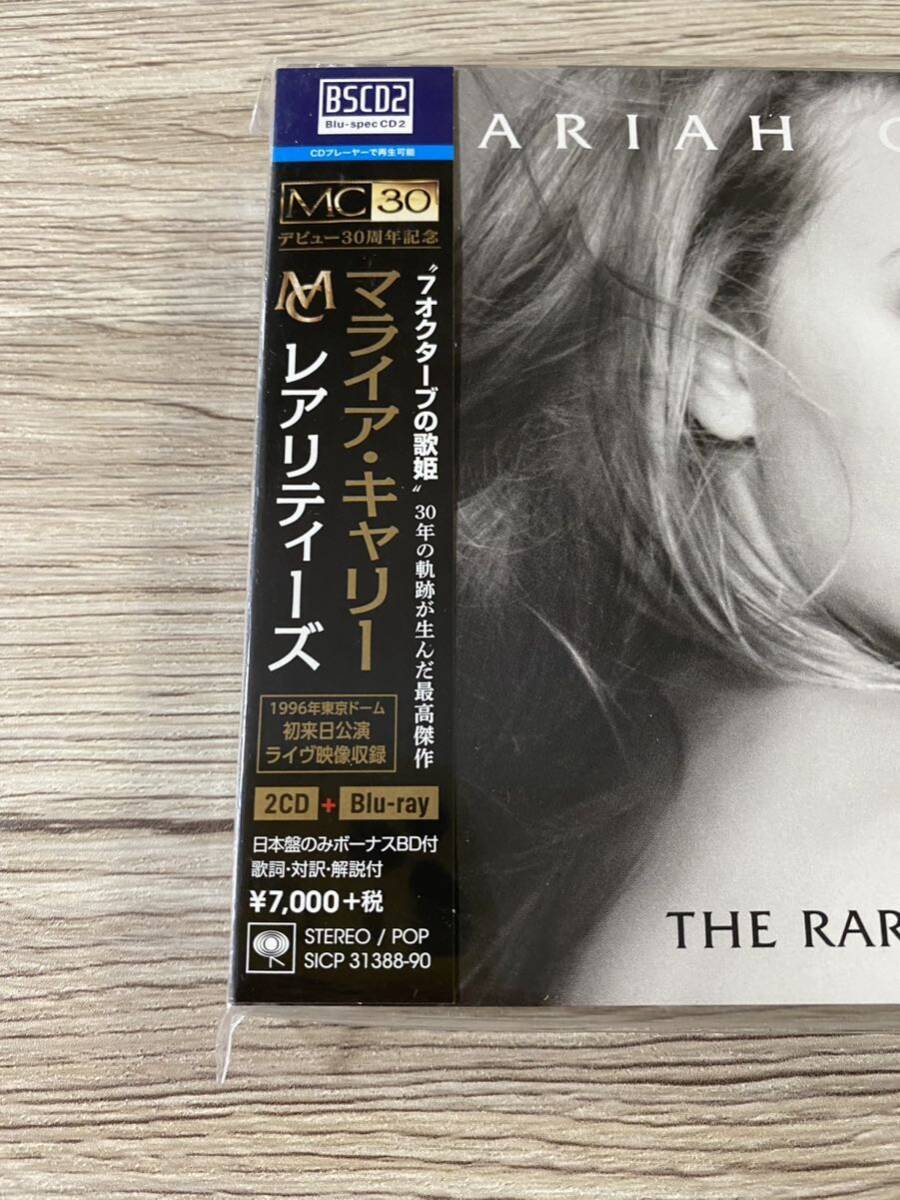 BSCD2
Blu-spec CD2
CDプレーヤーで再生可能
MC 30
デビュー30周年記念
“7オクターブの歌姫” 30年の軌跡が生んだ最高傑作
マライア・キャリー
MC レアリティーズ
1996年東京ドーム
初来日公演
ライヴ映像収録
2CD + Blu-ray
日本盤のみボーナスBD付
歌詞・対訳・解説付
¥7,000+税
STEREO / POP
SICP 31388-90
ARIAH C
THE RAR